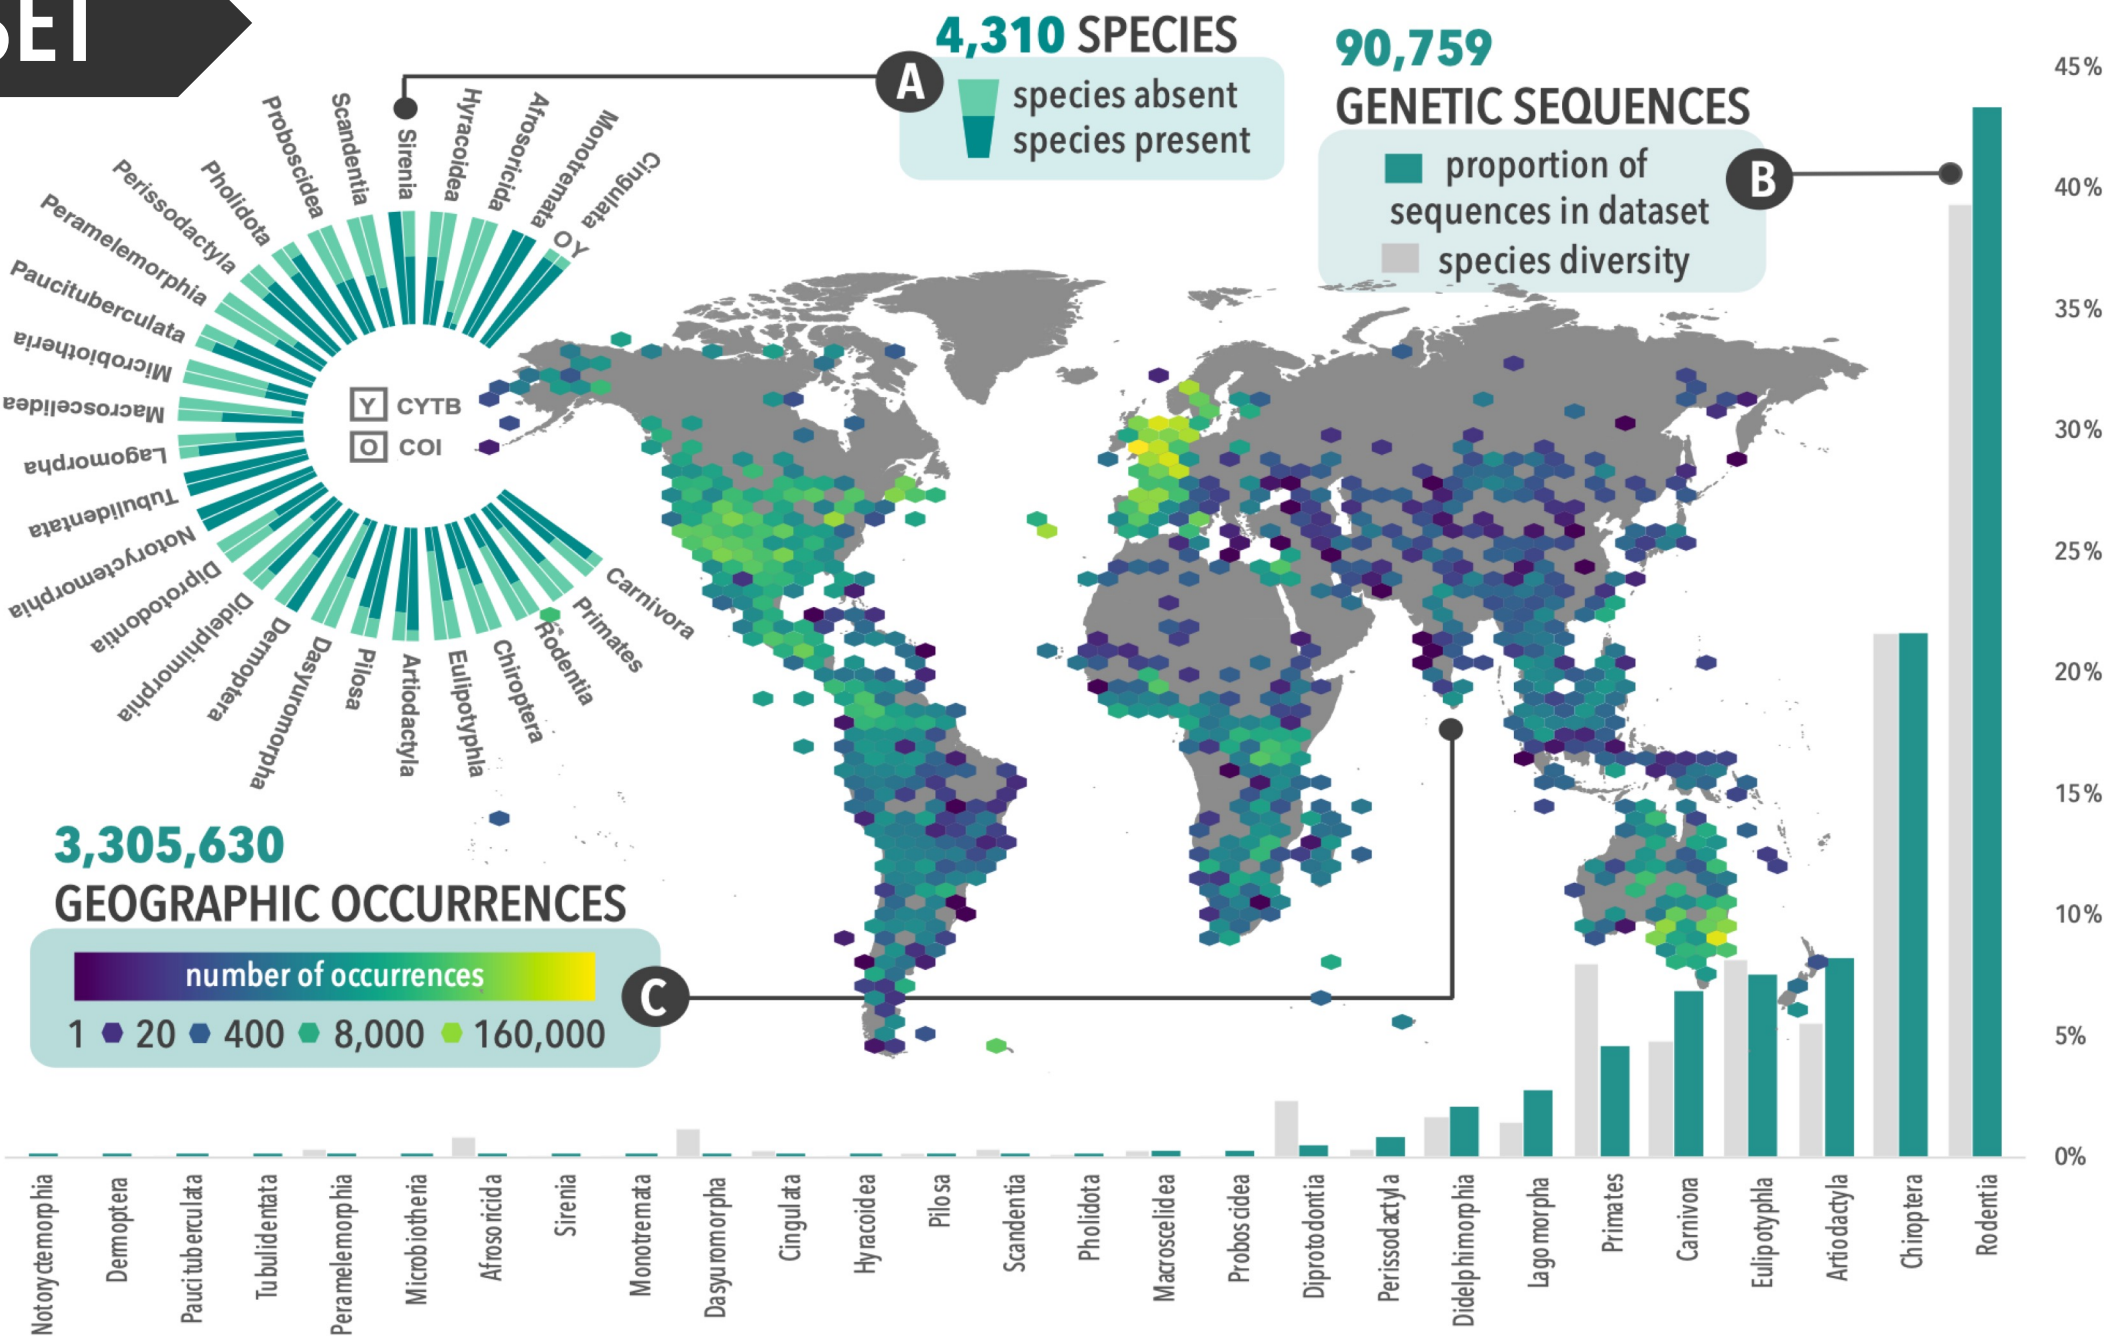 SET
4,310 SPECIES
A
species absent
species present
90,759
GENETIC SEQUENCES
proportion of
sequences in dataset
species diversity
B
45%
40%
35%
30%
25%
20%
15%
10%
5%
0%
Cingulata
Monotremata
Afrosoricida
Hyracoidea
Sirenia
Scandentia
Proboscidea
Pholidota
Perissodactyla
Peramelemorphia
Paucituberculata
Microbiotheria
Macroscelidea
Lagomorpha
Tubulidentata
Notoryctemorphia
Diprotodontia
Didelphimorphia
Dermoptera
Dasyuromorpha
Pilosa
Artiodactyla
Eulipotyphla
Chiroptera
Rodentia
Primates
Carnivora
O Y
Y CYTB
O COI
3,305,630
GEOGRAPHIC OCCURRENCES
number of occurrences
1 20 400 8,000 160,000
C
Notoryctemorphia
Dermoptera
Paucituberculata
Tubulidentata
Peramelemorphia
Microbiotheria
Afrosoricida
Sirenia
Monotremata
Dasyuromorpha
Cingulata
Hyracoidea
Pilosa
Scandentia
Pholidota
Macroscelidea
Proboscidea
Diprotodontia
Perissodactyla
Didelphimorphia
Lagomorpha
Primates
Carnivora
Eulipotyphla
Artiodactyla
Chiroptera
Rodentia